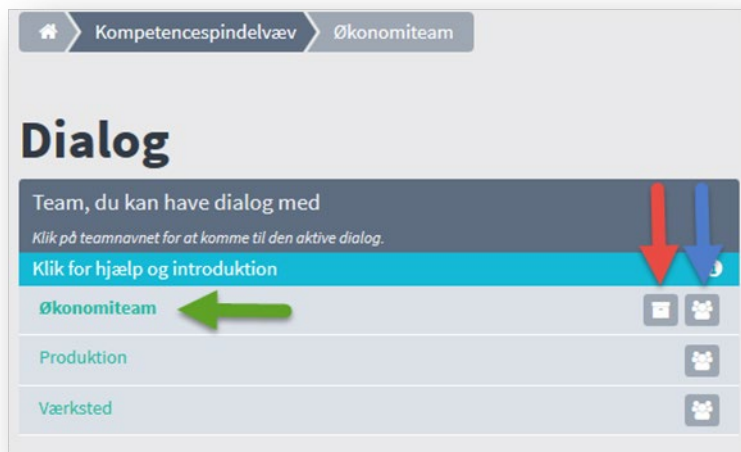 Kompetencespindelvæv Økonomiteam
Dialog
Team, du kan have dialog med
Klik på teamnavnet for at komme til den aktive dialog.
Klik for hjælp og introduktion
Økonomiteam
Produktion
Værksted